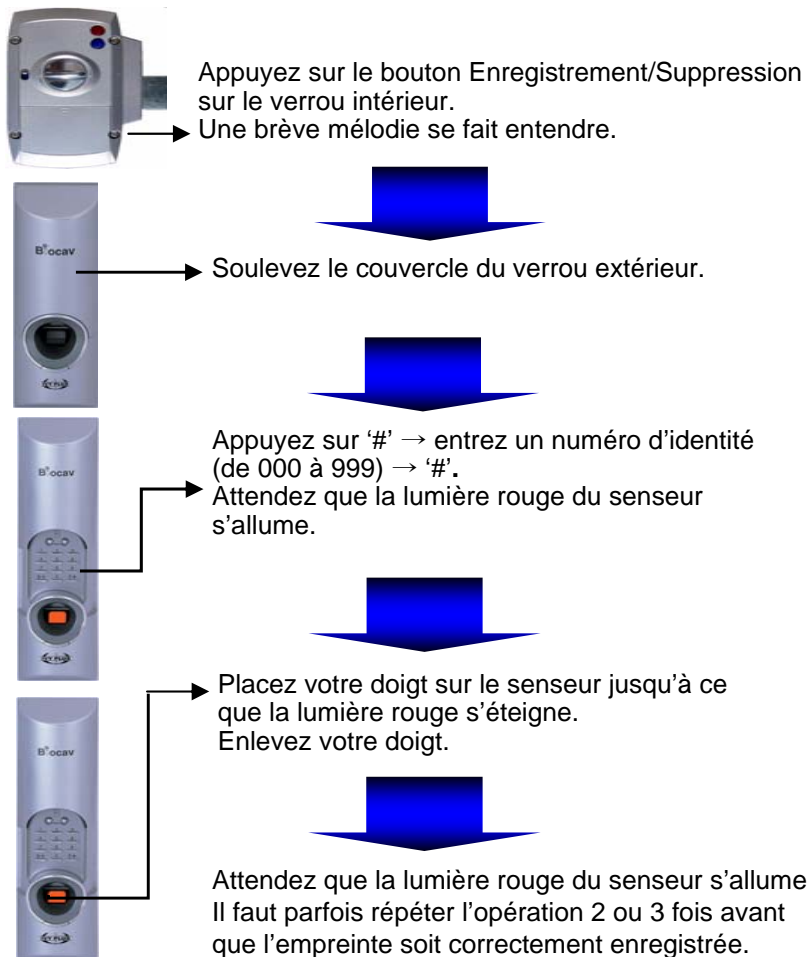 Appuyez sur le bouton Enregistrement/Suppression
sur le verrou intérieur.
Une brève mélodie se fait entendre.
Biocav
Soulevez le couvercle du verrou extérieur.
Appuyez sur ‘#’ → entrez un numéro d’identité
(de 000 à 999) → ‘#’.
Biocav
Attendez que la lumière rouge du senseur
s’allume.
Placez votre doigt sur le senseur jusqu’à ce
que la lumière rouge s’éteigne.
Enlevez votre doigt.
Biocav
Attendez que la lumière rouge du senseur s’allume
Il faut parfois répéter l’opération 2 ou 3 fois avant
que l’empreinte soit correctement enregistrée.